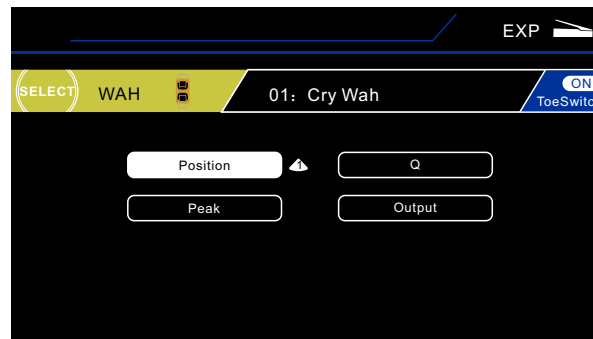 EXP
SELECT WAH 01: Cry Wah ON
ToeSwitc
Position 1 Q
Peak Output